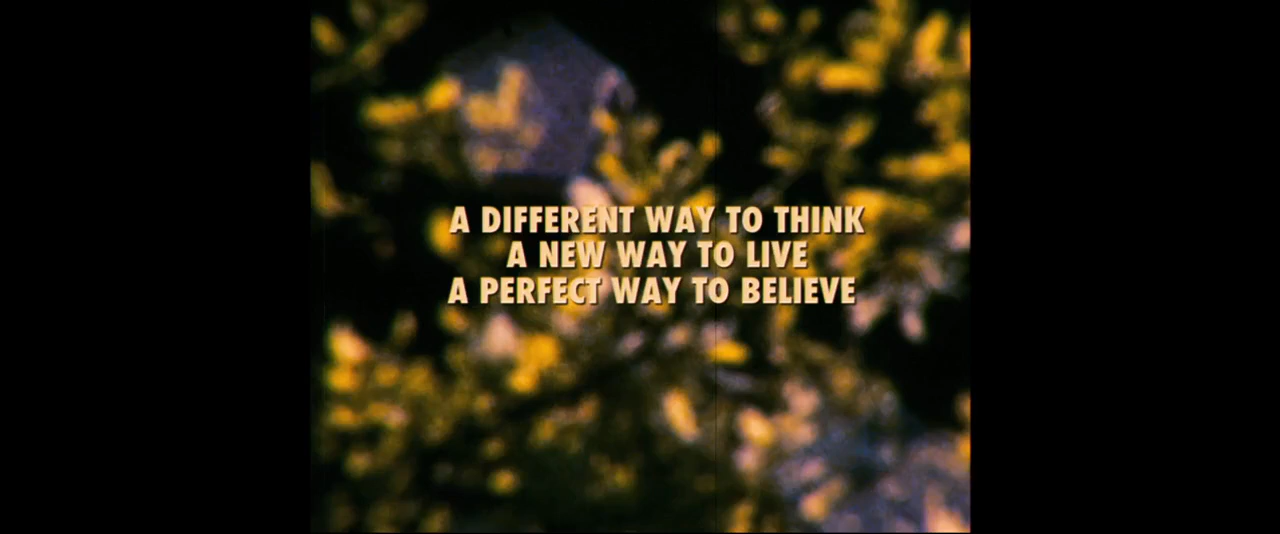 A DIFFERENT WAY TO THINK
A NEW WAY TO LIVE
A PERFECT WAY TO BELIEVE